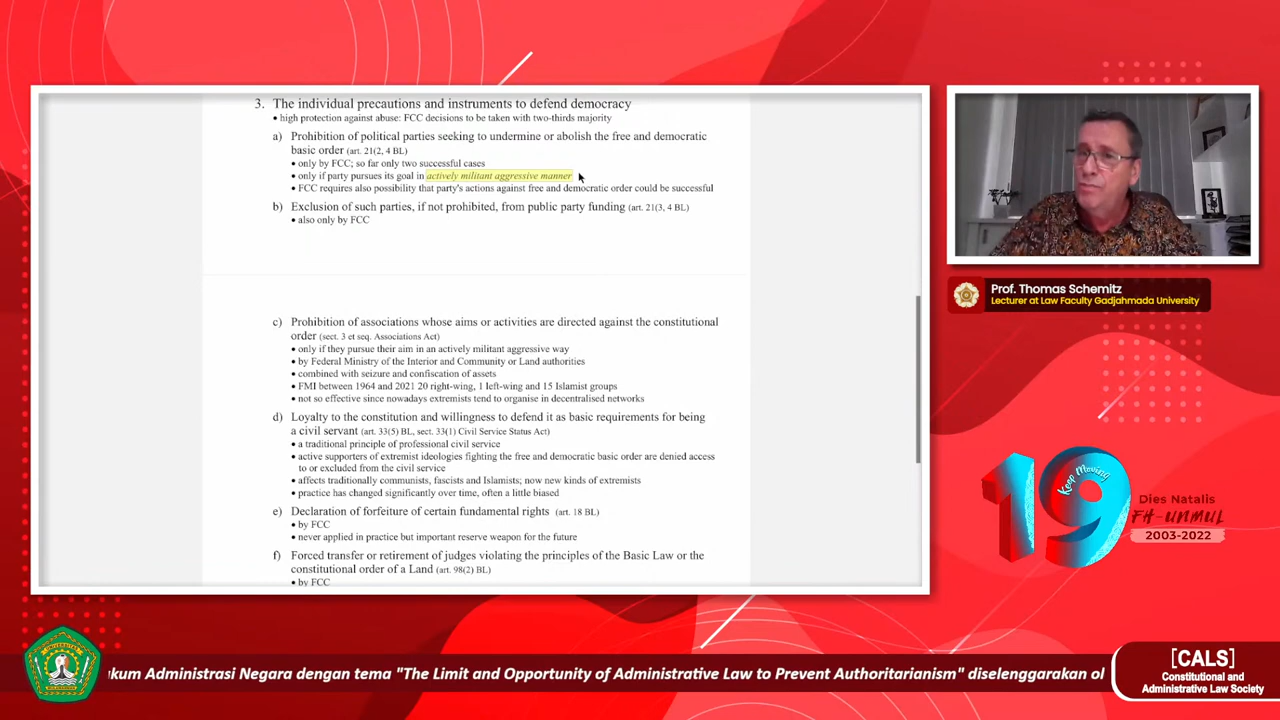 3. The individual precautions and instruments to defend democracy
• high protection against abuse: FCC decisions to be taken with two-thirds majority
a) Prohibition of political parties seeking to undermine or abolish the free and democratic
basic order (art. 21(2, 4 BL)
• only by FCC; so far only two successful cases
• only if party pursues its goal in actively militant aggressive manner
• FCC requires also possibility that party's actions against free and democratic order could be successful
b) Exclusion of such parties, if not prohibited, from public party funding (art. 21(3, 4 BL)
• also only by FCC
c) Prohibition of associations whose aims or activities are directed against the constitutional
order (sect. 3 et seq. Associations Act)
• only if they pursue their aim in an actively militant aggressive way
• by Federal Ministry of the Interior and Community or Land authorities
• combined with seizure and confiscation of assets
• FMI between 1964 and 2021 20 right-wing, 1 left-wing and 15 Islamist groups
• not so effective since nowadays extremists tend to organise in decentralised networks
d) Loyalty to the constitution and willingness to defend it as basic requirements for being
a civil servant (art. 33(5) BL, sect. 33(1) Civil Service Status Act)
• a traditional principle of professional civil service
• active supporters of extremist ideologies fighting the free and democratic basic order are denied access
to or excluded from the civil service
• affects traditionally communists, fascists and Islamists; now new kinds of extremists
• practice has changed significantly over time, often a little biased
e) Declaration of forfeiture of certain fundamental rights (art. 18 BL)
• by FCC
• never applied in practice but important reserve weapon for the future
f) Forced transfer or retirement of judges violating the principles of the Basic Law or the
constitutional order of a Land (art. 98(2) BL)
• by FCC
Prof. Thomas Schemitz
Lecturer at Law Faculty Gadjahmada University
19
Keep Moving
Dies Natalis
FH-UNMUL
2003-2022
ukum Administrasi Negara dengan tema "The Limit and Opportunity of Administrative Law to Prevent Authoritarianism" diselenggarakan ol
[CALS]
Constitutional and
Administrative Law Society